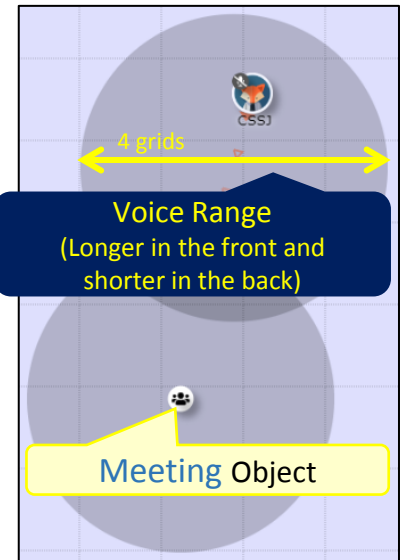 CSSJ
4 grids
Voice Range
(Longer in the front and
shorter in the back)
Meeting Object